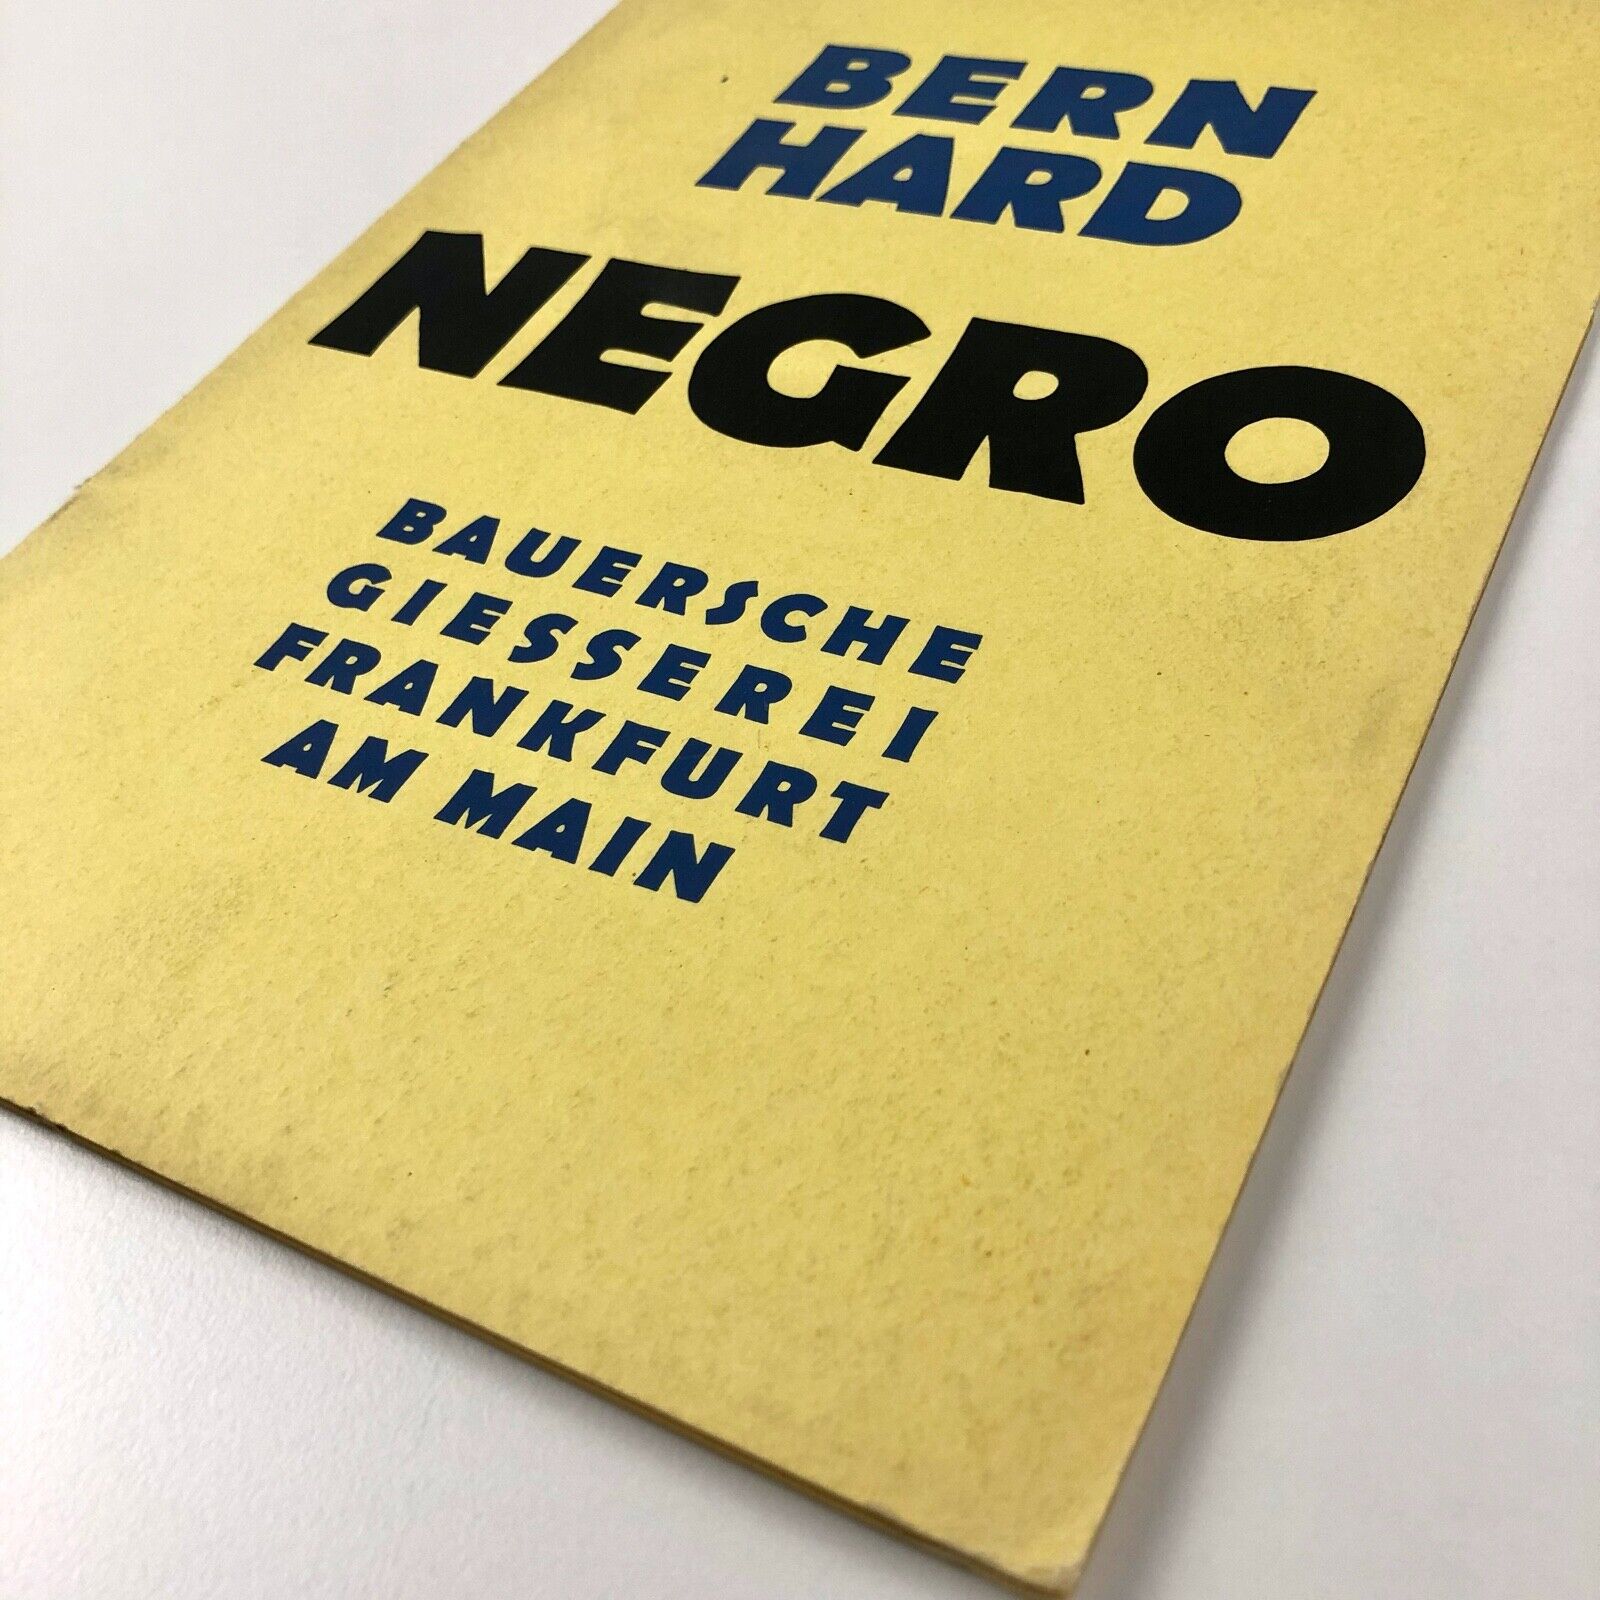 BERN
HARD
NEGRO
BAUERSCHE
GIESSEREI
FRANKFURT
AM MAIN